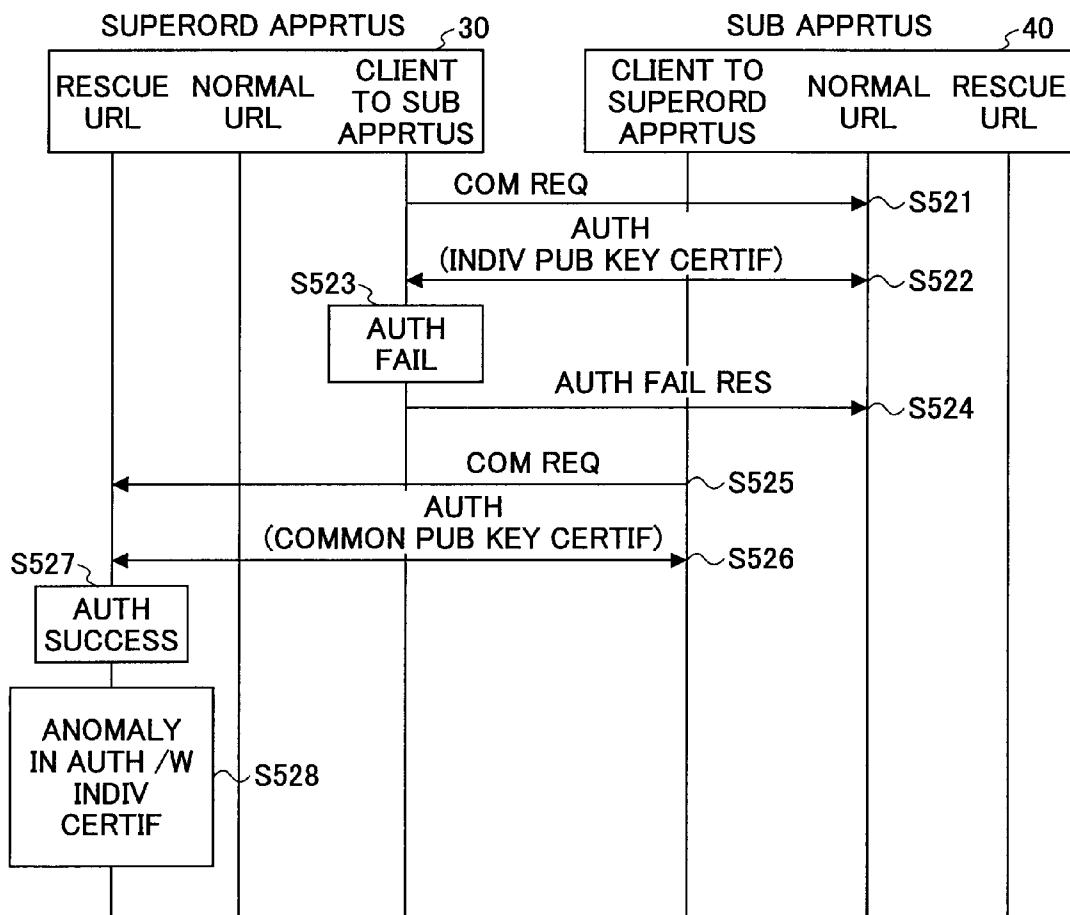 SUPERORD APPRTUS
30
SUB APPRTUS
40
RESCUE
URL
NORMAL
URL
CLIENT
TO SUB
APPRTUS
CLIENT TO
SUPERORD
APPRTUS
NORMAL
URL
RESCUE
URL
COM REQ
S521
AUTH
(INDIV PUB KEY CERTIF)
S522
S523
AUTH
FAIL
AUTH FAIL RES
S524
COM REQ
S525
AUTH
(COMMON PUB KEY CERTIF)
S526
S527
AUTH
SUCCESS
ANOMALY
IN AUTH /W
INDIV
CERTIF
S528